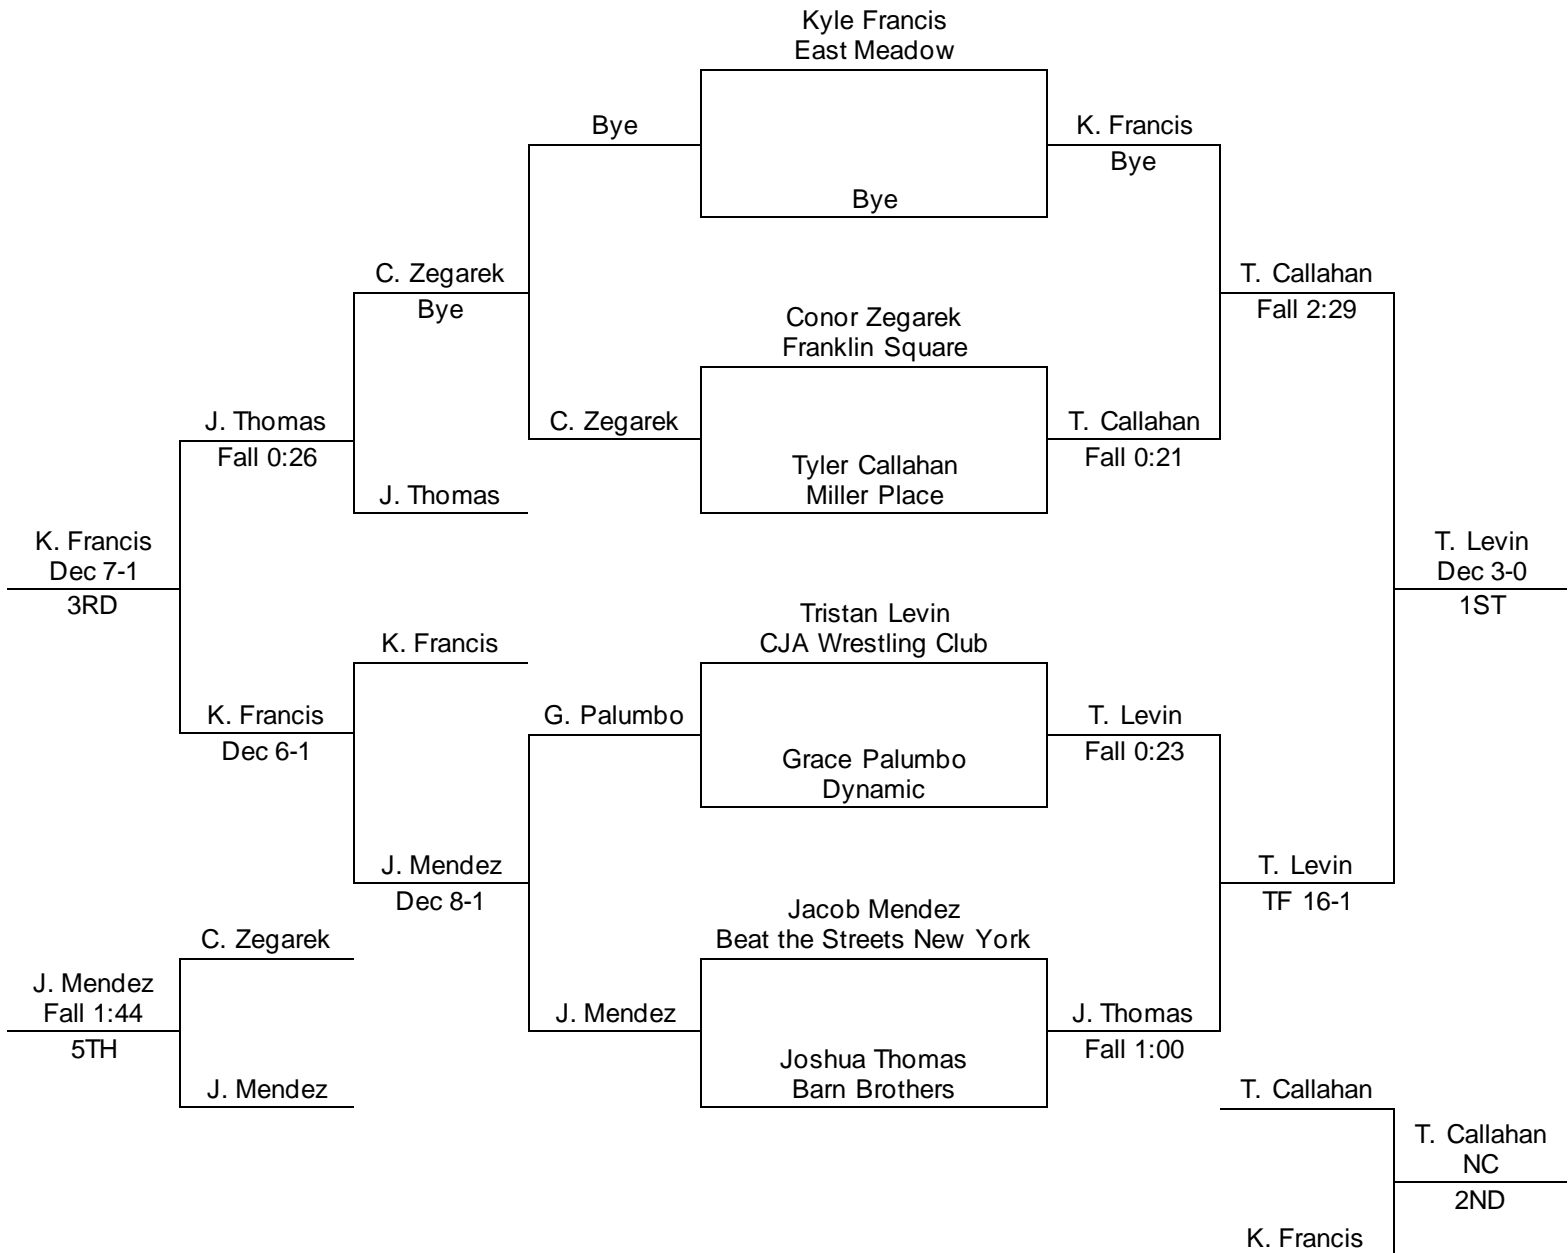 Kyle Francis
East Meadow
Bye
K. Francis
Bye
Bye
C. Zegarek
Bye
T. Callahan
Fall 2:29
Conor Zegarek
Franklin Square
J. Thomas
Fall 0:26
C. Zegarek
T. Callahan
Fall 0:21
Tyler Callahan
Miller Place
J. Thomas
K. Francis
Dec 7-1
3RD
T. Levin
Dec 3-0
1ST
Tristan Levin
CJA Wrestling Club
K. Francis
K. Francis
Dec 6-1
G. Palumbo
T. Levin
Fall 0:23
Grace Palumbo
Dynamic
J. Mendez
Dec 8-1
T. Levin
TF 16-1
Jacob Mendez
Beat the Streets New York
C. Zegarek
J. Mendez
Fall 1:44
5TH
J. Mendez
J. Thomas
Fall 1:00
Joshua Thomas
Barn Brothers
J. Mendez
T. Callahan
T. Callahan
NC
2ND
K. Francis